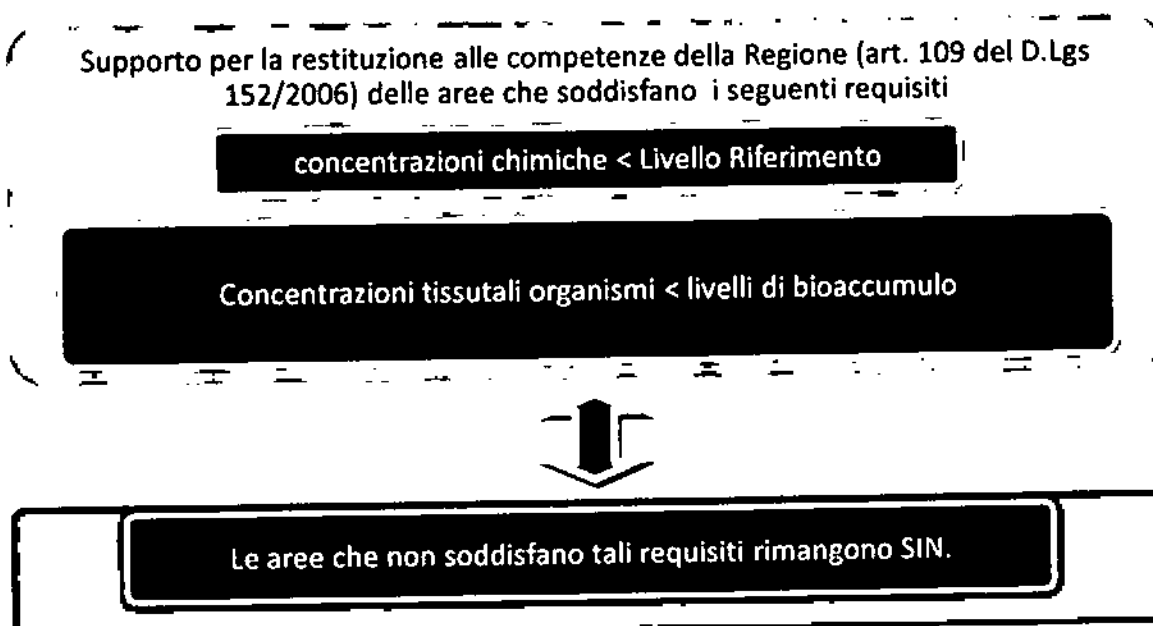 Supporto per la restituzione alle competenze della Regione (art. 109 del D.Lgs
152/2006) delle aree che soddisfano i seguenti requisiti
concentrazioni chimiche < Livello Riferimento
Concentrazioni tissutali organismi < livelli di bioaccumulo
Le aree che non soddisfano tali requisiti rimangono SIN.